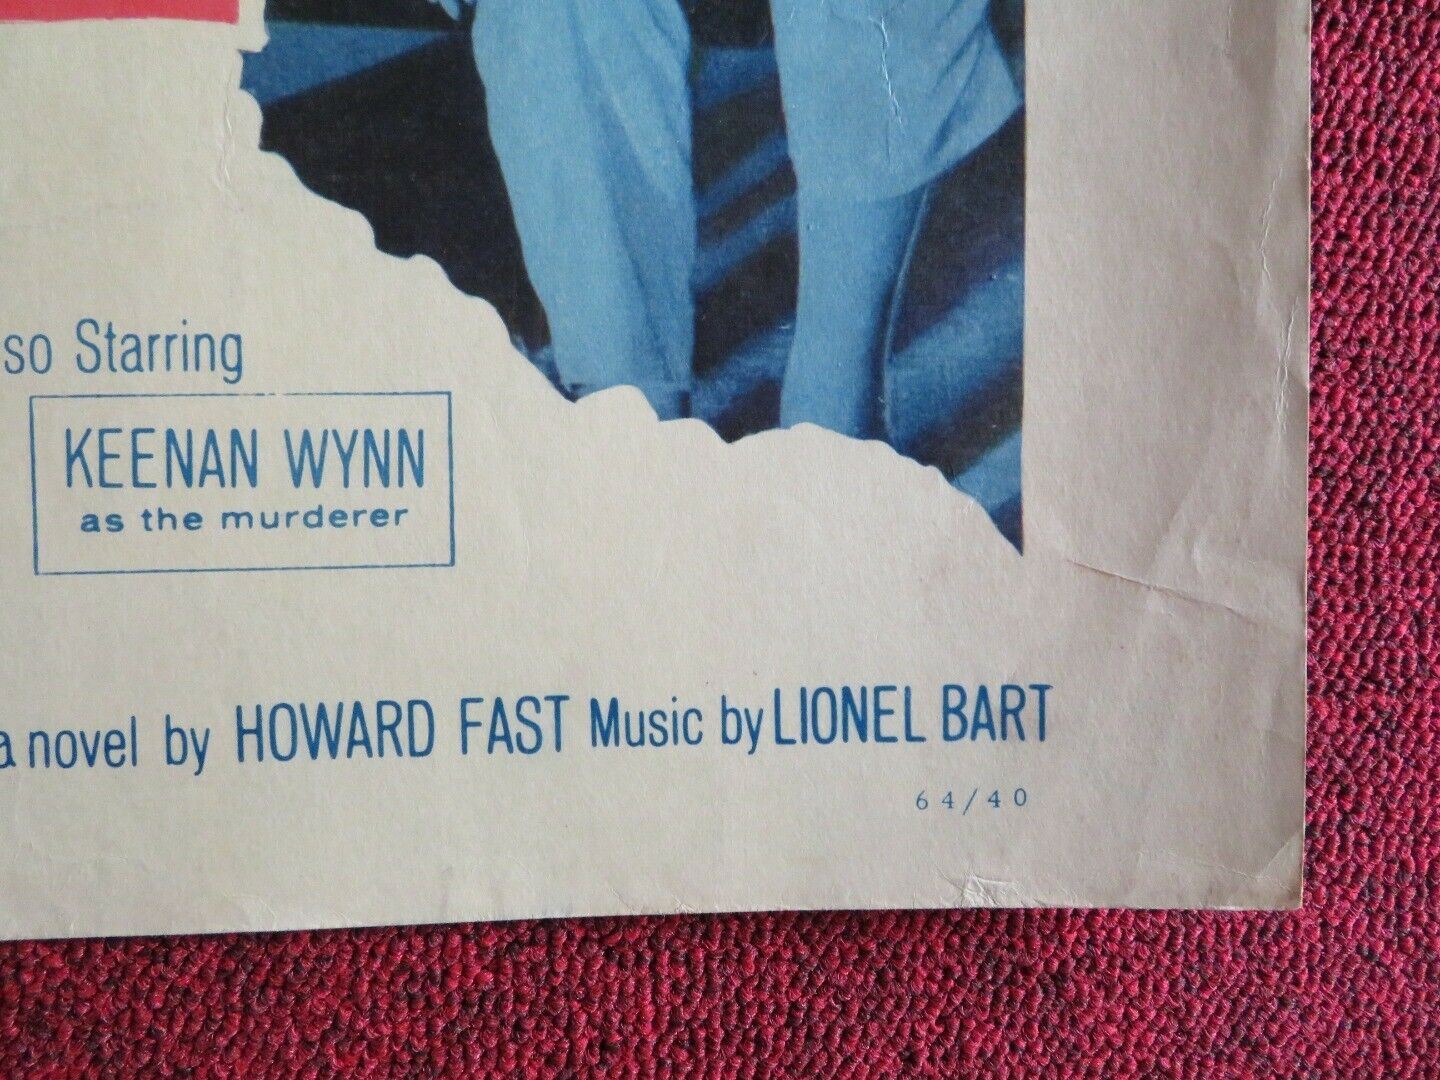 so Starring
KEENAN WYNN
as the murderer
a novel by HOWARD FAST Music by LIONEL BART
64/40